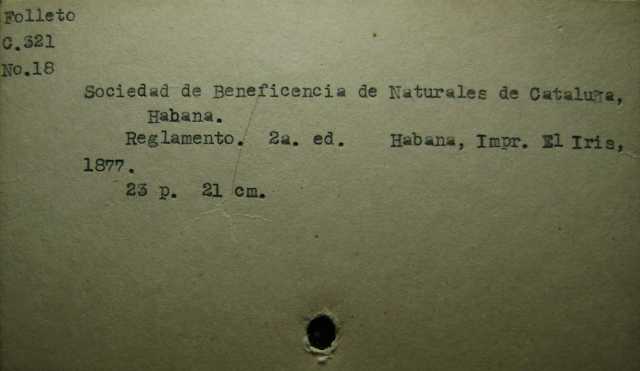 Folleto
C.321
No.18
Sociedad de Beneficencia de Naturales de Cataluña,
Habana.
Reglamento. 2a. ed. Habana, Impr. El Iris,
1877.
23 p. 21 cm.